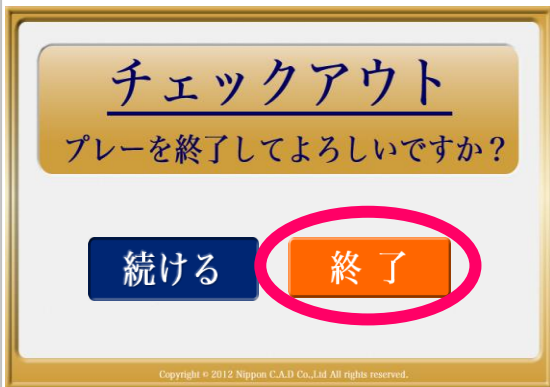 チェックアウト
プレーを終了してよろしいですか？
続ける
終 了
Copyright © 2012 Nippon C.A.D Co.,Ltd All rights reserved.